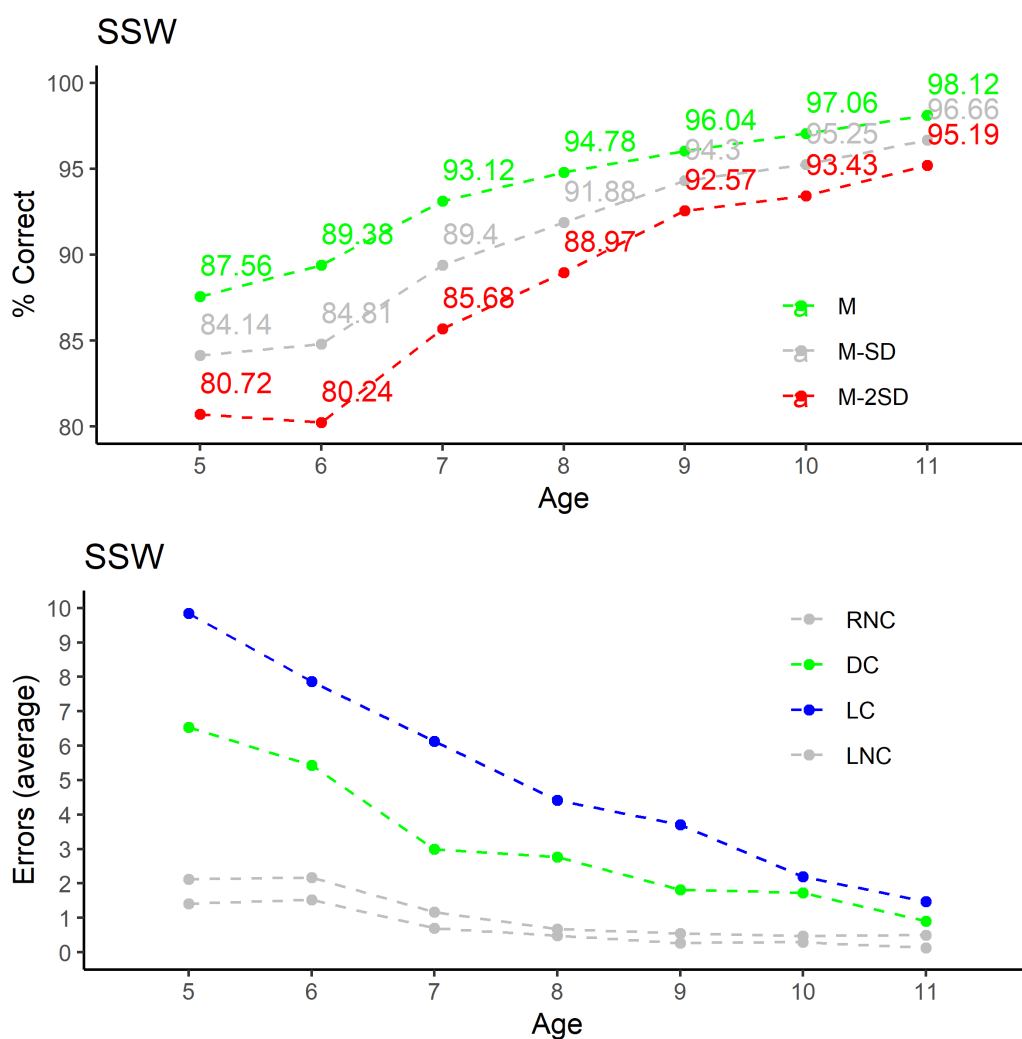 SSW
% Correct
100
95
90
85
80
98.12
97.06
96.66
96.04
95.25
95.19
94.78
94.3
93.43
93.12
92.57
91.88
89.38
89.4
88.97
87.56
85.68
84.14
84.81
80.72
80.24
a M
a M-SD
a M-2SD
5 6 7 8 9 10 11
Age
SSW
Errors (average)
10
9
8
7
6
5
4
3
2
1
0
RNC
DC
LC
LNC
5 6 7 8 9 10 11
Age